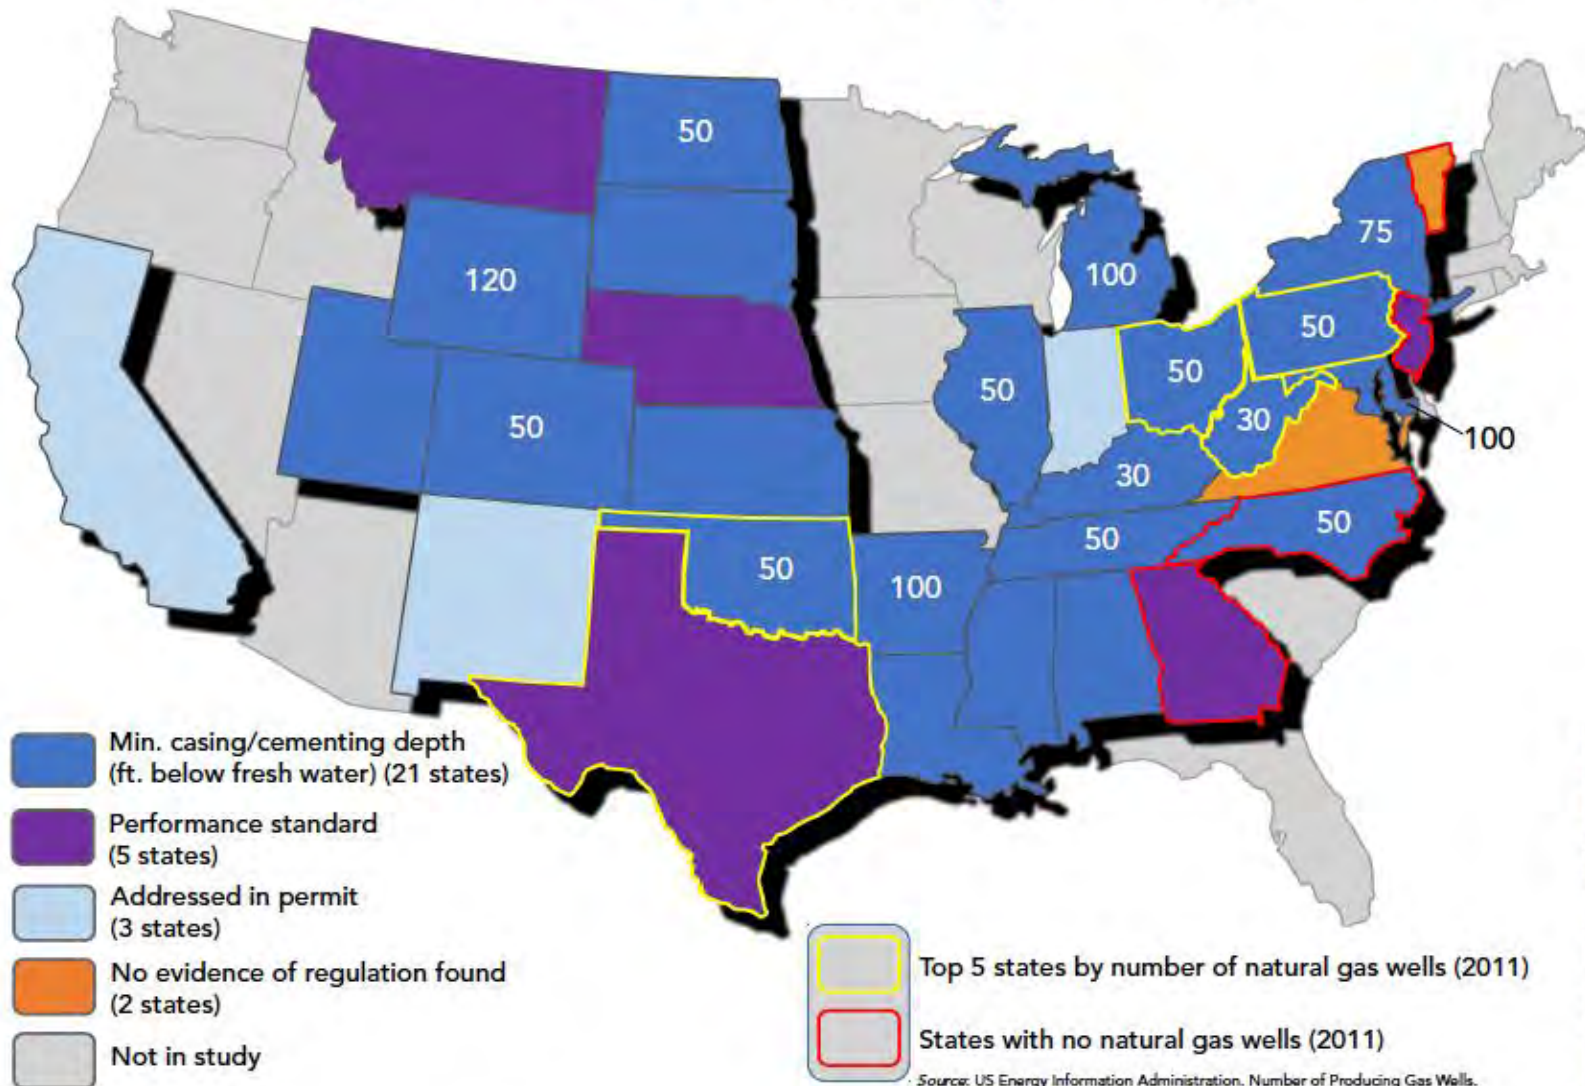 50
75
120
100
50
50
50
50
30
100
50
30
50
50
50
100
Min. casing/cementing depth
(ft. below fresh water) (21 states)
Performance standard
(5 states)
Addressed in permit
(3 states)
No evidence of regulation found
(2 states)
Not in study
Top 5 states by number of natural gas wells (2011)
States with no natural gas wells (2011)
Source: US Energy Information Administration. Number of Producing Gas Wells.